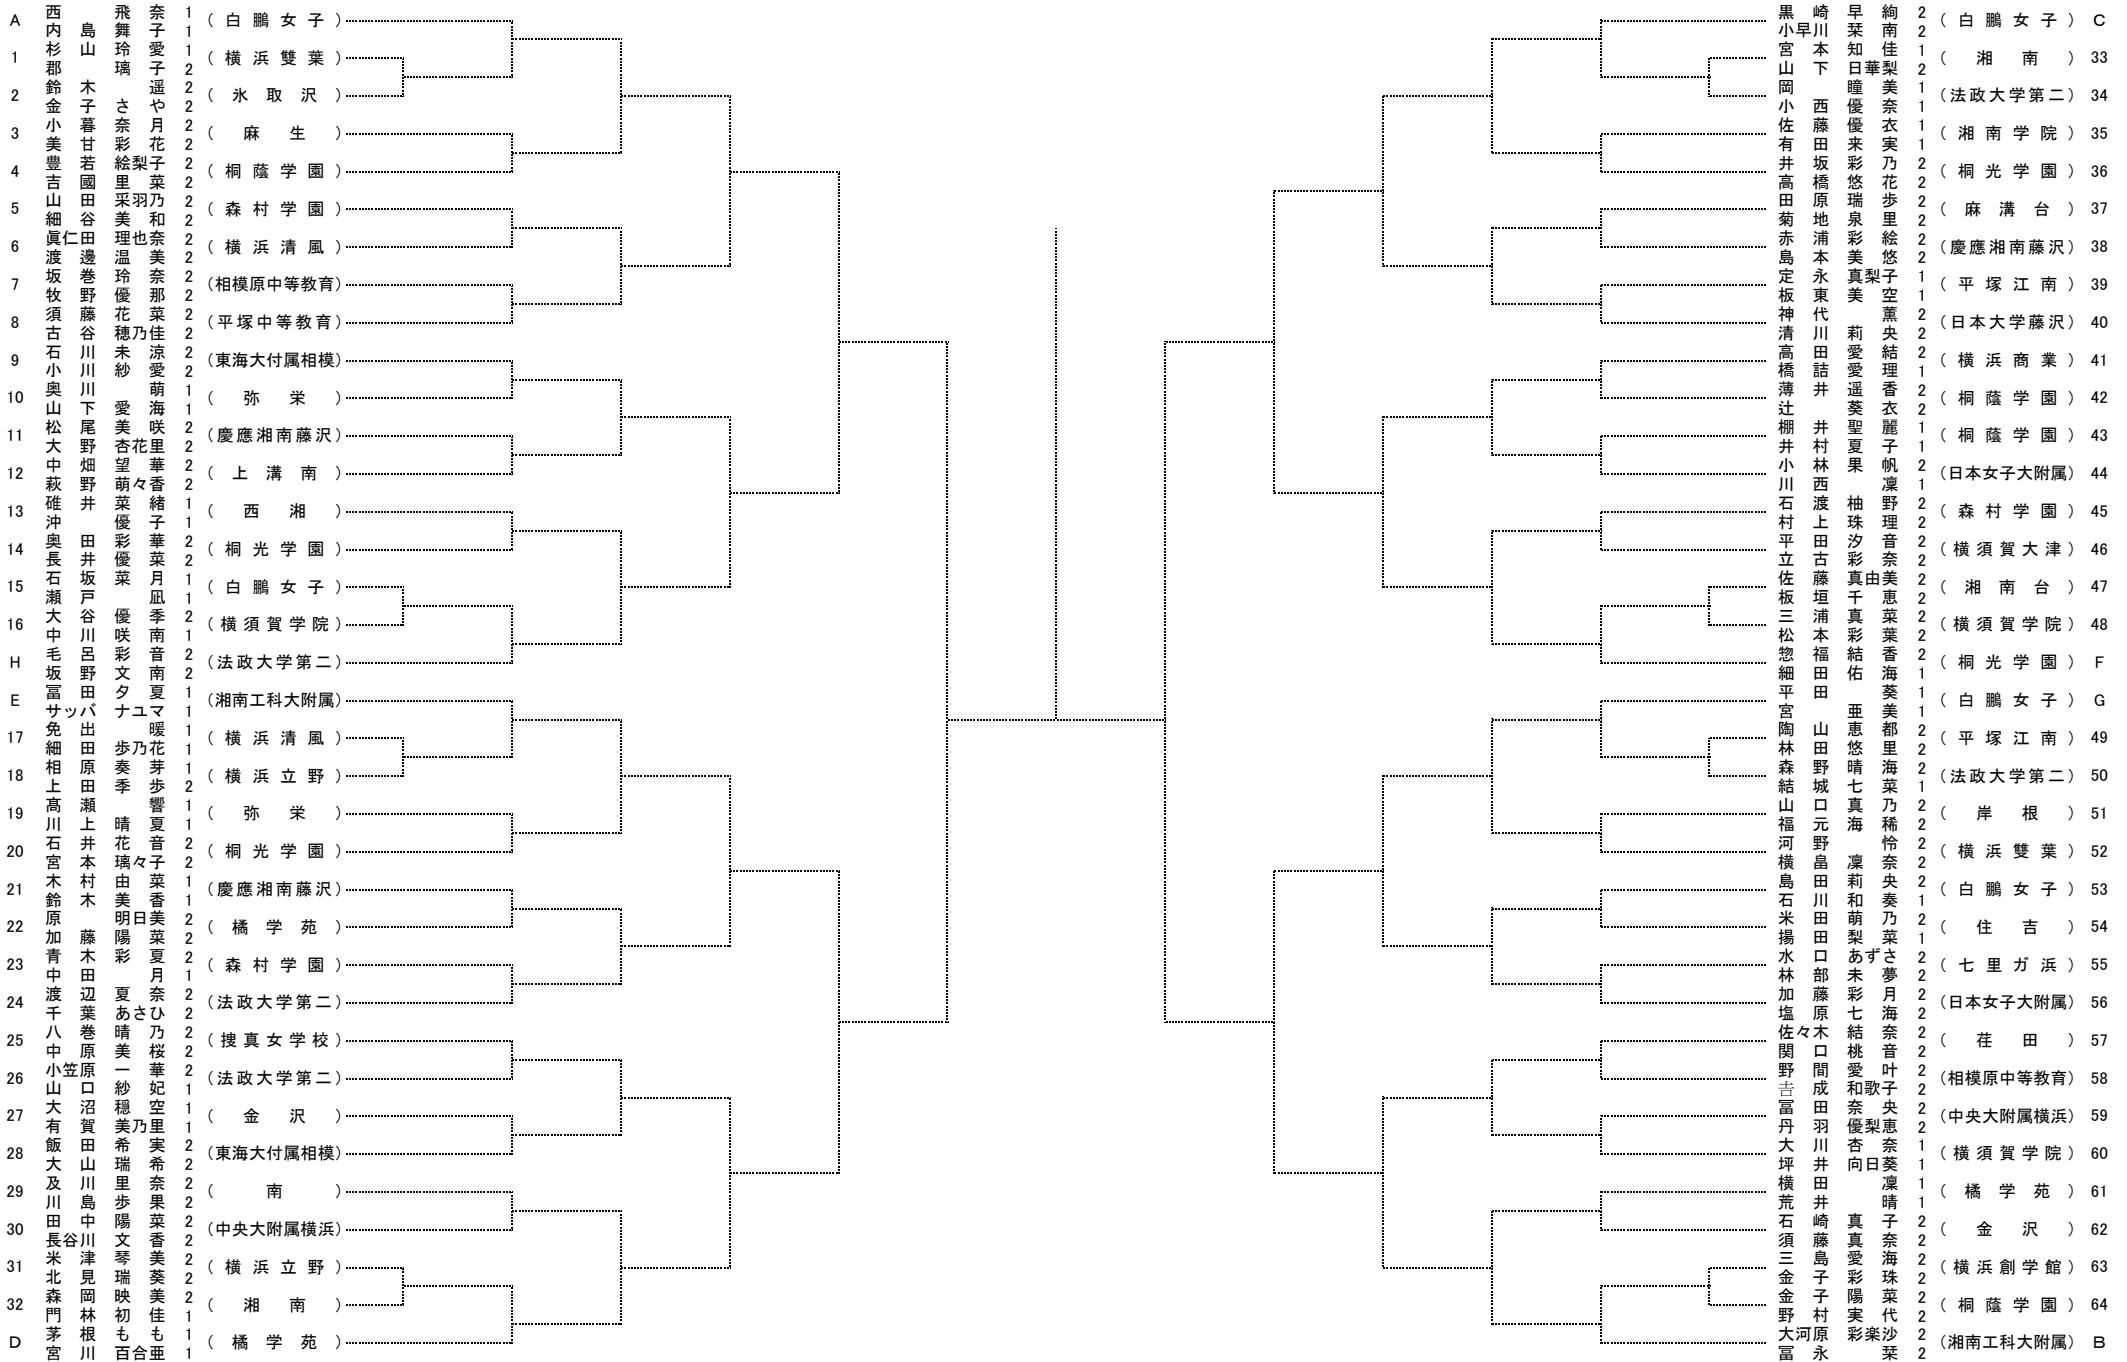 A 西 飛奈 1 (白鵬女子)
内島 舞子 1
1 杉山 玲愛 1 (横浜雙葉)
郡 璃子 2
2 鈴木 遥 2 (氷取沢)
金子 さや 2
3 小暮 奈月 2 (麻生)
美甘 彩花 2
4 豊若 絵梨子 2 (桐蔭学園)
吉國 里菜 2
5 山田 采羽乃 2 (森村学園)
細谷 美和 2
6 眞仁田 理也奈 2 (横浜清風)
渡邊 温美 2
7 坂巻 玲奈 2 (相模原中等教育)
牧野 優那 2
8 須藤 花菜 2 (平塚中等教育)
古谷 穂乃佳 2
9 石川 未涼 2 (東海大付属相模)
小川 紗愛 2
10 奥川 萌 1 (弥栄)
山下 愛海 1
11 松尾 美咲 2 (慶應湘南藤沢)
大野 杏花里 2
12 中畑 望華 2 (上溝南)
萩野 萌々香 2
13 碓井 菜緒 1 (西湘)
沖 優子 1
14 奥田 彩華 2 (桐光学園)
長井 優菜 2
15 石坂 菜月 1 (白鵬女子)
瀬戸 凪 1
16 大谷 優季 2 (横須賀学院)
中川 咲南 1
H 毛呂 彩音 2 (法政大学第二)
坂野 文南 2
E 冨田 夕夏 1 (湘南工科大附属)
サッバ ナユマ 1
17 免出 暖 1 (横浜清風)
細田 歩乃花 1
18 相原 奏芽 1 (横浜立野)
上田 季歩 2
19 髙瀬 響 1 (弥栄)
川上 晴夏 1
20 石井 花音 2 (桐光学園)
宮本 璃々子 2
21 木村 由菜 1 (慶應湘南藤沢)
鈴木 美香 1
22 原 明日美 2 (橘学苑)
加藤 陽菜 2
23 青木 彩夏 2 (森村学園)
中田 月 1
24 渡辺 夏奈 2 (法政大学第二)
千葉 あさひ 2
25 八巻 晴乃 2 (捜真女学校)
中原 美桜 2
26 小笠原 一華 2 (法政大学第二)
山口 紗妃 1
27 大沼 穏空 1 (金沢)
有賀 美乃里 1
28 飯田 希実 2 (東海大付属相模)
大山 瑞希 2
29 及川 里奈 2 (南)
川島 歩果 2
30 田中 陽菜 2 (中央大附属横浜)
長谷川 文香 2
31 米津 琴美 2 (横浜立野)
北見 瑞葵 2
32 森岡 映美 2 (湘南)
門林 初佳 1
D 茅根 もも 1 (橘学苑)
宮川 百合亜 1
黒崎 早絢 2 (白鵬女子) C
小早川 栞南 2
宮本 知佳 1 (湘南) 33
山下 日華梨 2
岡 瞳美 1 (法政大学第二) 34
小西 優奈 1
佐藤 優衣 1 (湘南学院) 35
有田 来実 1
井坂 彩乃 2 (桐光学園) 36
高橋 悠花 2
田原 瑞歩 2 (麻溝台) 37
菊地 泉里 2
赤浦 彩絵 2 (慶應湘南藤沢) 38
島本 美悠 2
定永 真梨子 1 (平塚江南) 39
板東 美空 1
神代 薫 2 (日本大学藤沢) 40
清川 莉央 2
高田 愛結 2 (横浜商業) 41
橋詰 愛理 1
薄井 遥香 2 (桐蔭学園) 42
辻 葵衣 2
棚井 聖麗 1 (桐蔭学園) 43
井村 夏子 1
小林 果帆 2 (日本女子大附属) 44
川西 凜 1
石渡 柚野 2 (森村学園) 45
村上 珠理 2
平田 汐音 2 (横須賀大津) 46
立古 彩奈 2
佐藤 真由美 2 (湘南台) 47
板垣 千恵 2
三浦 真菜 2 (横須賀学院) 48
松本 彩葉 2
惣福 結香 2 (桐光学園) F
細田 佑海 1
平田 葵 1 (白鵬女子) G
宮 亜美 1
陶山 恵都 2 (平塚江南) 49
林田 悠里 2
森野 晴海 2 (法政大学第二) 50
結城 七菜 1
山口 真乃 2 (岸根) 51
福元 海稀 2
河野 怜 2 (横浜雙葉) 52
横畠 凜奈 2
島田 莉央 2 (白鵬女子) 53
石川 和奏 1
米田 萌乃 2 (住吉) 54
揚田 梨菜 1
水口 あずさ 2 (七里ガ浜) 55
林部 未夢 2
加藤 彩月 2 (日本女子大附属) 56
塩原 七海 2
佐々木 結奈 2 (荏田) 57
関口 桃音 2
野間 愛叶 2 (相模原中等教育) 58
𠮷成 和歌子 2
冨田 奈央 2 (中央大附属横浜) 59
丹羽 優梨恵 2
大川 杏奈 1 (横須賀学院) 60
坪井 向日葵 1
横田 凜 1 (橘学苑) 61
荒井 晴 1
石崎 真子 2 (金沢) 62
須藤 真奈 2
三島 愛海 2 (横浜創学館) 63
金子 彩珠 2
金子 陽菜 2 (桐蔭学園) 64
野村 実代 2
大河原 彩楽沙 2 (湘南工科大附属) B
冨永 栞 2